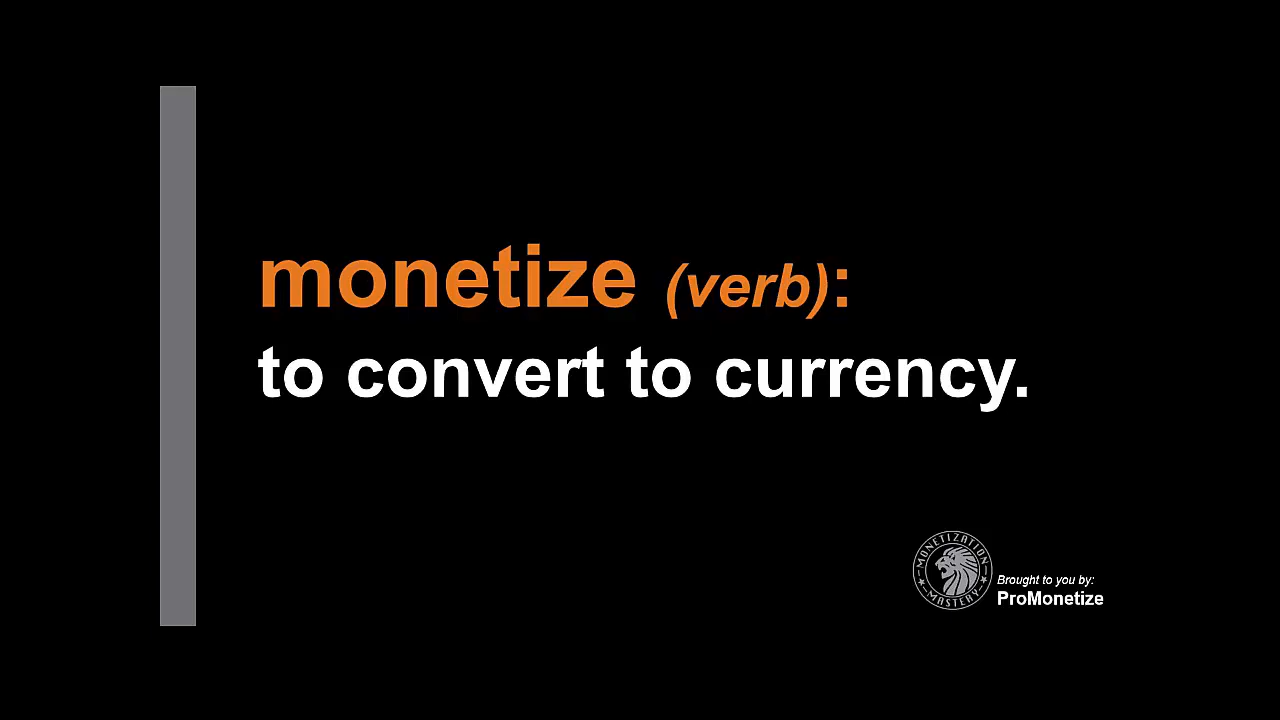 monetize (verb):
to convert to currency.
MONETIZATION
MASTERY
Brought to you by:
ProMonetize